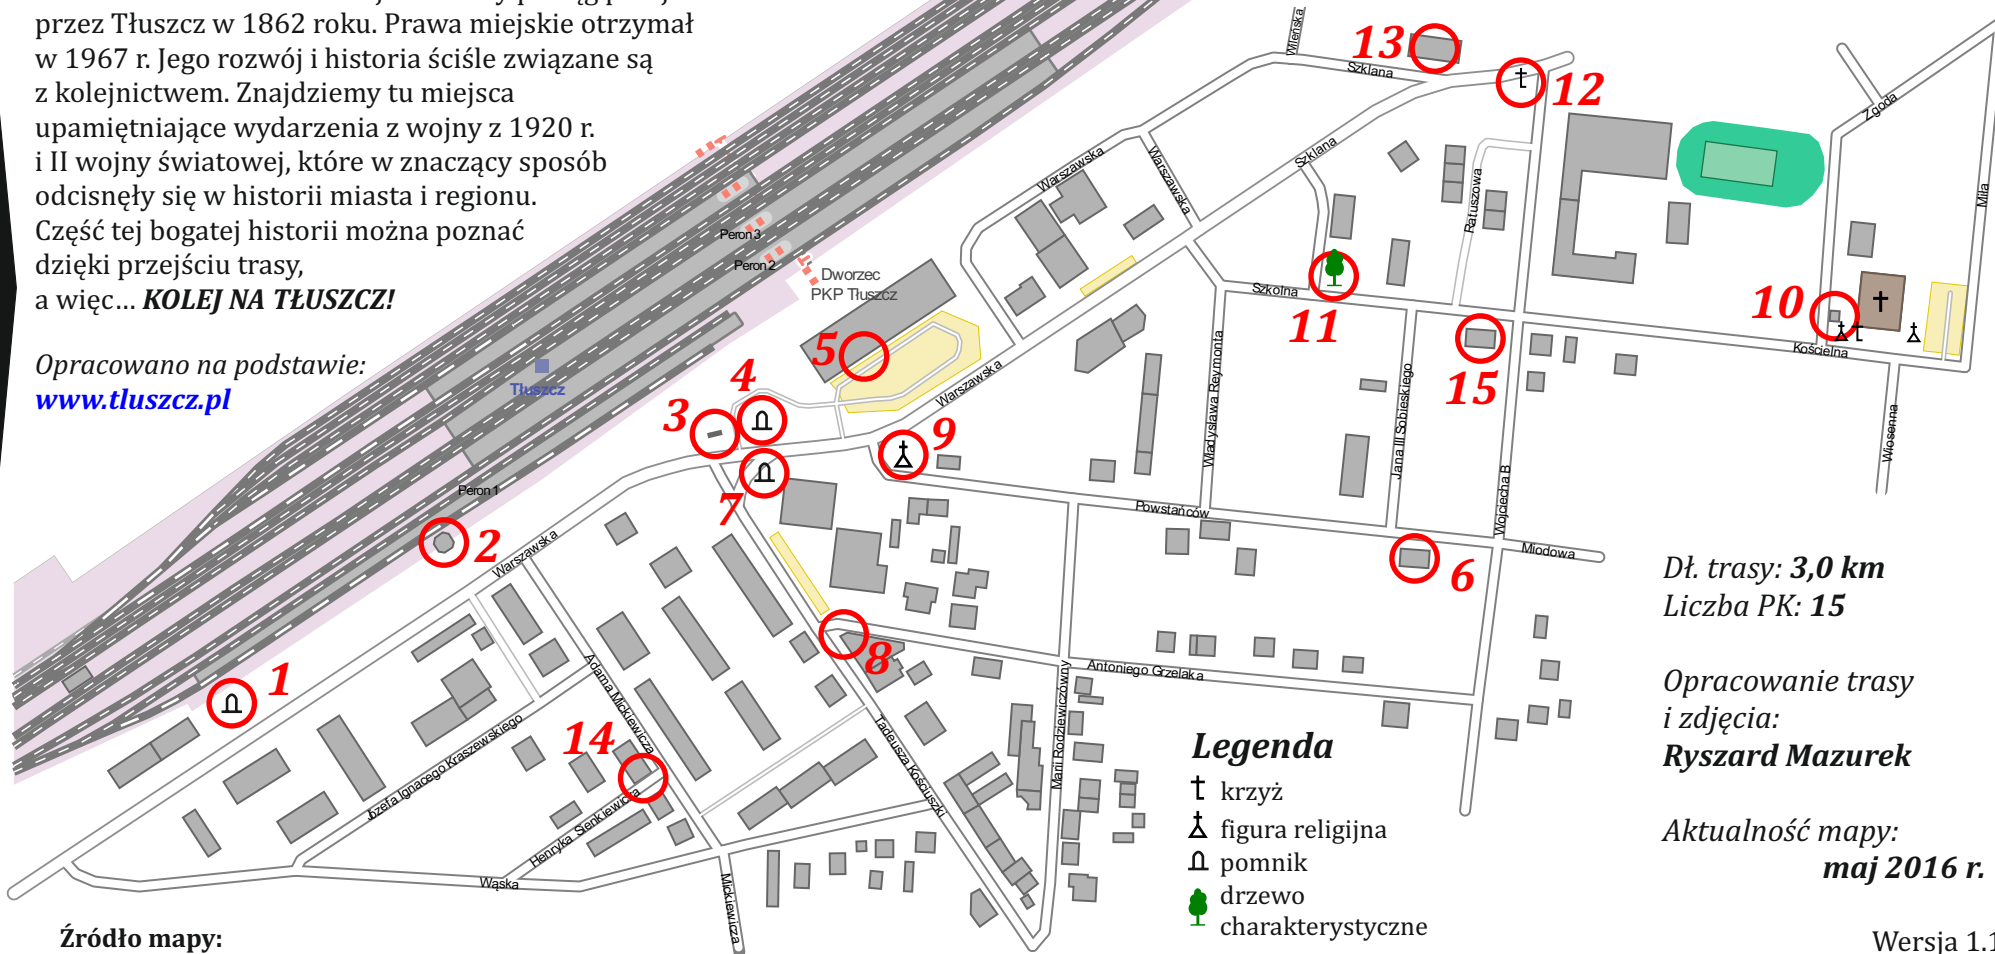 przez Tłuszcz w 1862 roku. Prawa miejskie otrzymał
w 1967 r. Jego rozwój i historia ściśle związane są
z kolejnictwem. Znajdziemy tu miejsca
upamiętniające wydarzenia z wojny z 1920 r.
i II wojny światowej, które w znaczący sposób
odcisnęły się w historii miasta i regionu.
Część tej bogatej historii można poznać
dzięki przejściu trasy,
a więc... KOLEJ NA TŁUSZCZ!
Opracowano na podstawie:
www.tluszcz.pl
Wileńska
13
Szklana
12
Zgoda
Warszawska
Warszawska
Szklana
Ratuszowa
Miła
Peron 3
Peron 2
Dworzec
PKP Tłuszcz
Szkolna
11
10
Kościelna
5
4
3
Tłuszcz
Warszawska
9
Władysława Reymonta
Jana III Sobieskiego
15
Wiosenna
Peron 1
7
Powstańców
Wojciecha B
Miodowa
2
Warszawska
6
1
8
Adama Mickiewicza
Antoniego Grzelaka
Józefa Ignacego Kraszewskiego
14
Tadeusza Kościuszki
Marii Rodziewiczówny
Henryka Sienkiewicza
Wąska
Mickiewicza
Dł. trasy: 3,0 km
Liczba PK: 15
Opracowanie trasy
i zdjęcia:
Ryszard Mazurek
Aktualność mapy:
maj 2016 r.
Legenda
krzyż
figura religijna
pomnik
drzewo
charakterystyczne
Źródło mapy:
Wersja 1.1